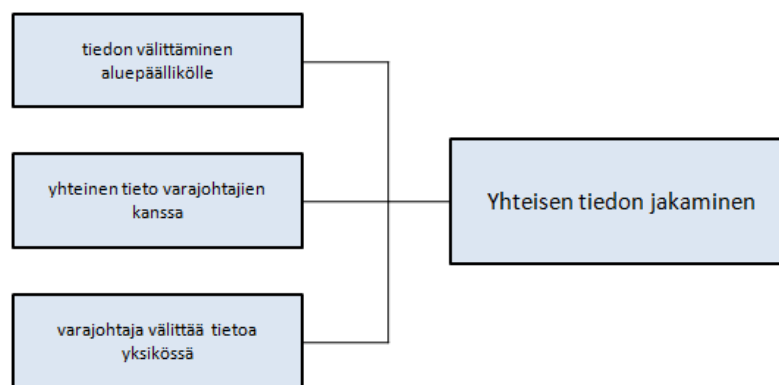 tiedon välittäminen
aluepäällikölle
yhteinen tieto varajohtajien
kanssa
Yhteisen tiedon jakaminen
varajohtaja välittää tietoa
yksikössä